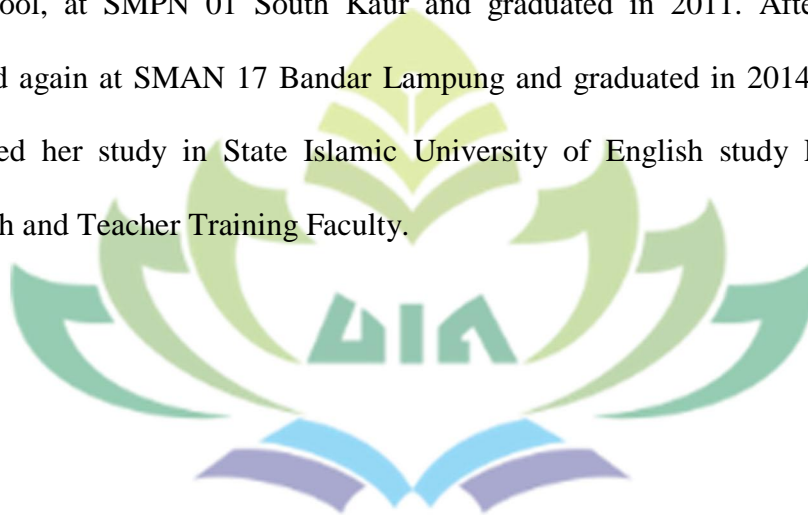 ool, at SMPN 01 South Kaur and graduated in 2011. Afte
d again at SMAN 17 Bandar Lampung and graduated in 2014
ed her study in State Islamic University of English study
h and Teacher Training Faculty.
UIN